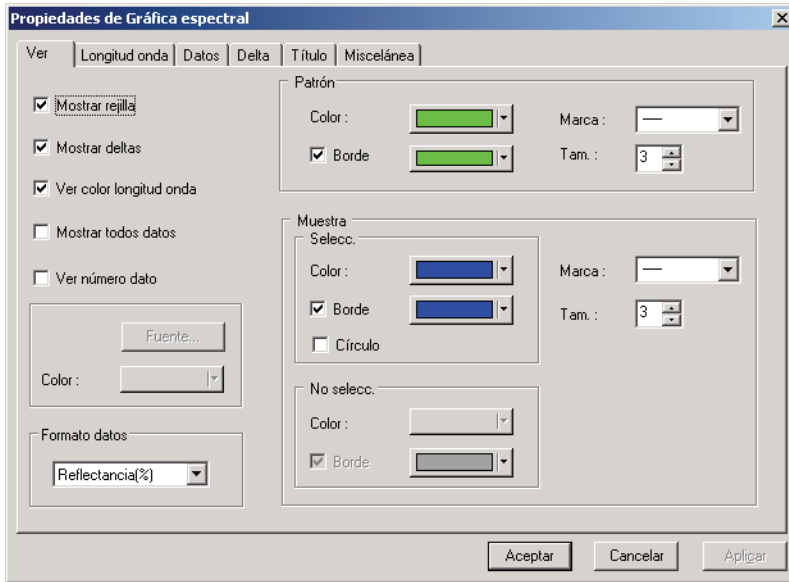 Propiedades de Gráfica espectral
Ver
Longitud onda
Datos
Delta
Título
Miscelánea
Mostrar rejilla
Mostrar deltas
Ver color longitud onda
Mostrar todos datos
Ver número dato
Fuente...
Color :
Formato datos
Reflectancia(%)
Patrón
Color :
Marca :
Borde
Tam. :
3
Muestra
Selecc.
Color :
Marca :
Borde
Tam. :
3
Círculo
No selecc.
Color :
Borde
Aceptar
Cancelar
Aplicar